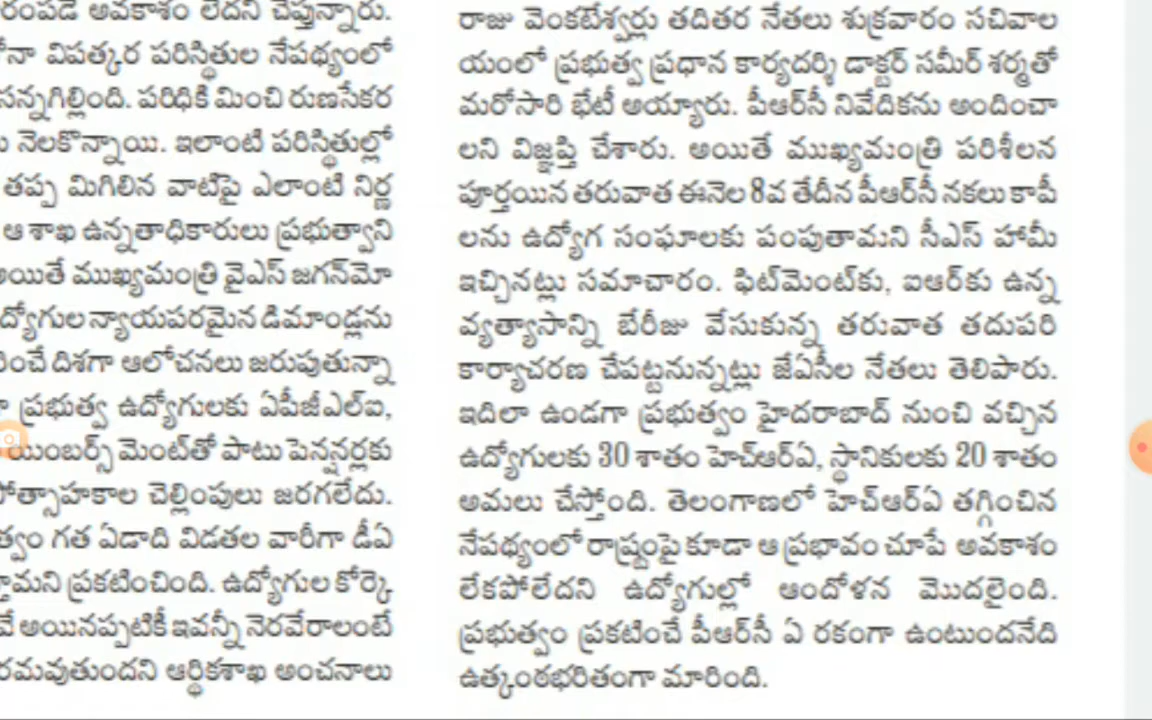 రంపడే అవకాశం లేదని చెప్తున్నారు.
విపత్కర పరిస్థితుల నేపథ్యంలో
సన్నగిల్లింది. పరిధికి మించి రుణసేకర
నెలకొన్నాయి. ఇలాంటి పరిస్థితుల్లో
తప్ప మిగిలిన వాటిపై ఎలాంటి నిర్ణ
ఆ శాఖ ఉన్నతాధికారులు ప్రభుత్వాని
అయితే ముఖ్యమంత్రి వైఎస్ జగన్‌మో
ద్యోగుల న్యాయపరమైన డిమాండ్లను
రించే దిశగా ఆలోచనలు జరుపుతున్నా
ప్రభుత్వ ఉద్యోగులకు ఏపీజీఎల్ఐ,
యింబర్స్ మెంట్‌తో పాటు పెన్షనర్లకు
పోత్సాహకాల చెల్లింపులు జరగలేదు.
త్వం గత ఏడాది విడతల వారీగా డీఏ
తామని ప్రకటించింది. ఉద్యోగుల కోర్కె
వే అయినప్పటికీ ఇవన్నీ నెరవేరాలంటే
రమవుతుందని ఆర్థికశాఖ అంచనాలు
రాజు వెంకటేశ్వర్లు తదితర నేతలు శుక్రవారం సచివాల
యంలో ప్రభుత్వ ప్రధాన కార్యదర్శి డాక్టర్ సమీర్ శర్మతో
మరోసారి భేటీ అయ్యారు. పీఆర్‌సీ నివేదికను అందించా
లని విజ్ఞప్తి చేశారు. అయితే ముఖ్యమంత్రి పరిశీలన
పూర్తయిన తరువాత ఈనెల 8వ తేదీన పీఆర్‌సీ నకలు కాపీ
లను ఉద్యోగ సంఘాలకు పంపుతామని సీఎస్ హామీ
ఇచ్చినట్లు సమాచారం. ఫిట్‌మెంట్‌కు, ఐఆర్‌కు ఉన్న
వ్యత్యాసాన్ని బేరీజు వేసుకున్న తరువాత తదుపరి
కార్యాచరణ చేపట్టనున్నట్లు జేఏసీల నేతలు తెలిపారు.
ఇదిలా ఉండగా ప్రభుత్వం హైదరాబాద్ నుంచి వచ్చిన
ఉద్యోగులకు 30 శాతం హెచ్ఆర్ఏ, స్థానికులకు 20 శాతం
అమలు చేస్తోంది. తెలంగాణలో హెచ్ఆర్ఏ తగ్గించిన
నేపథ్యంలో రాష్ట్రంపై కూడా ఆ ప్రభావం చూపే అవకాశం
లేకపోలేదని ఉద్యోగుల్లో ఆందోళన మొదలైంది.
ప్రభుత్వం ప్రకటించే పీఆర్‌సీ ఏ రకంగా ఉంటుందనేది
ఉత్కంఠభరితంగా మారింది.